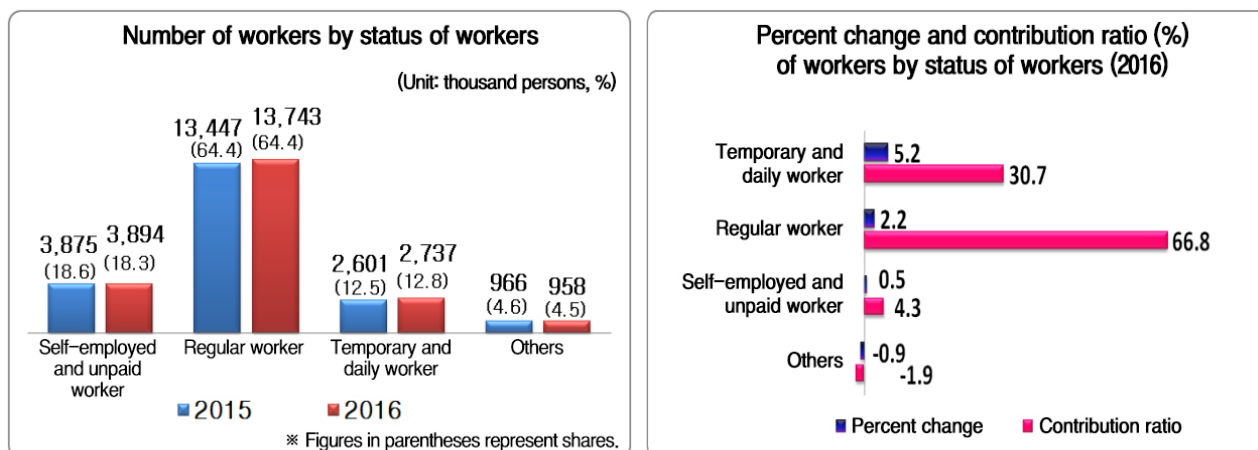 Number of workers by status of workers
(Unit: thousand persons, %)
3,875
(18.6)
3,894
(18.3)
13,447
(64.4)
13,743
(64.4)
2,601
(12.5)
2,737
(12.8)
966
(4.6)
958
(4.5)
Self-employed
and unpaid
worker
Regular worker
Temporary and
daily worker
Others
2015
2016
※ Figures in parentheses represent shares.
Percent change and contribution ratio (%)
of workers by status of workers (2016)
Temporary and
daily worker
5.2
30.7
Regular worker
2.2
66.8
Self-employed and
unpaid worker
0.5
4.3
Others
-0.9
-1.9
Percent change
Contribution ratio